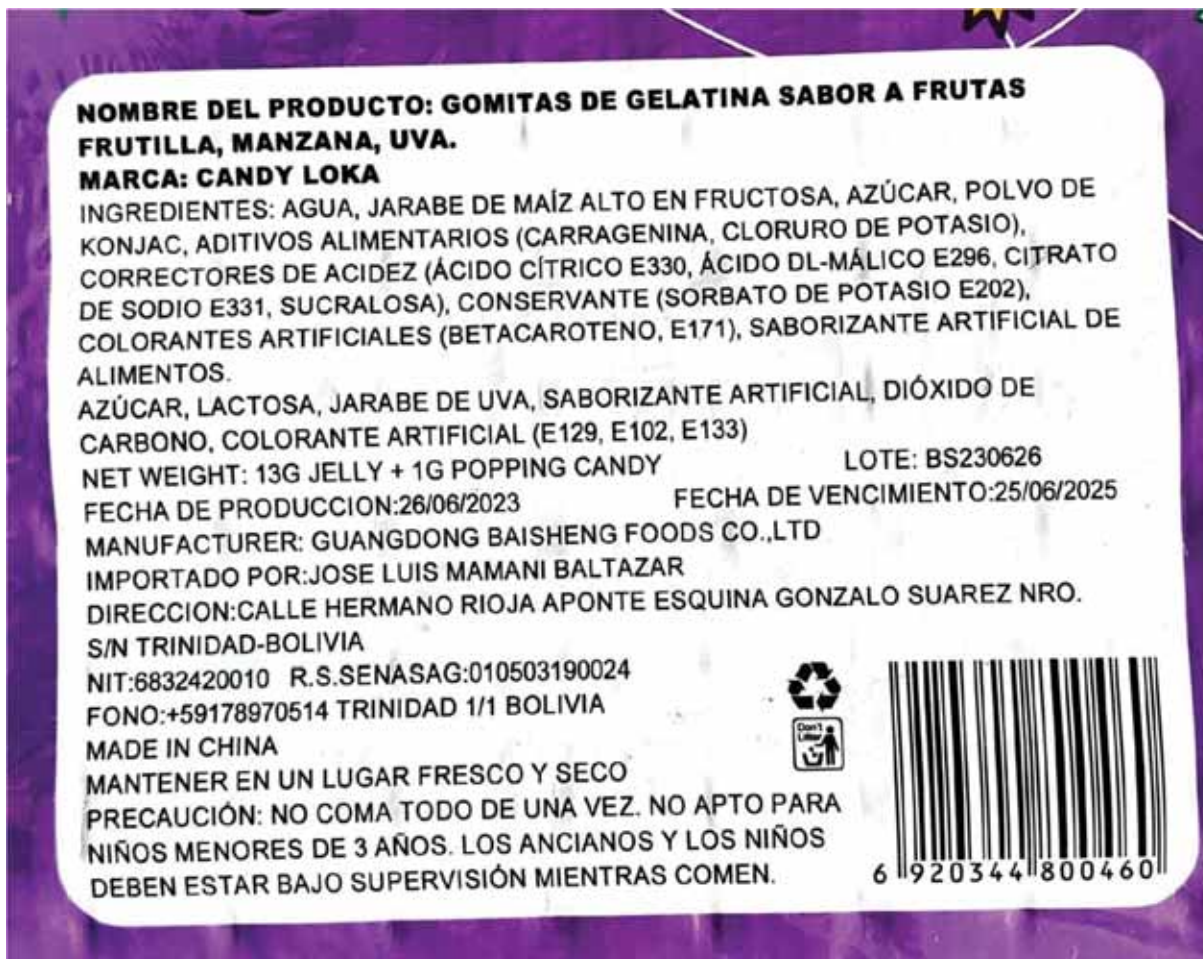 NOMBRE DEL PRODUCTO: GOMITAS DE GELATINA SABOR A FRUTAS
FRUTILLA, MANZANA, UVA.
MARCA: CANDY LOKA
INGREDIENTES: AGUA, JARABE DE MAÍZ ALTO EN FRUCTOSA, AZÚCAR, POLVO DE
KONJAC, ADITIVOS ALIMENTARIOS (CARRAGENINA, CLORURO DE POTASIO),
CORRECTORES DE ACIDEZ (ÁCIDO CÍTRICO E330, ÁCIDO DL-MÁLICO E296, CITRATO
DE SODIO E331, SUCRALOSA), CONSERVANTE (SORBATO DE POTASIO E202),
COLORANTES ARTIFICIALES (BETACAROTENO, E171), SABORIZANTE ARTIFICIAL DE
ALIMENTOS.
AZÚCAR, LACTOSA, JARABE DE UVA, SABORIZANTE ARTIFICIAL, DIÓXIDO DE
CARBONO, COLORANTE ARTIFICIAL (E129, E102, E133)
NET WEIGHT: 13G JELLY + 1G POPPING CANDY LOTE: BS230626
FECHA DE PRODUCCION:26/06/2023 FECHA DE VENCIMIENTO:25/06/2025
MANUFACTURER: GUANGDONG BAISHENG FOODS CO.,LTD
IMPORTADO POR:JOSE LUIS MAMANI BALTAZAR
DIRECCION:CALLE HERMANO RIOJA APONTE ESQUINA GONZALO SUAREZ NRO.
S/N TRINIDAD-BOLIVIA
NIT:6832420010 R.S.SENASAG:010503190024
FONO:+59178970514 TRINIDAD 1/1 BOLIVIA
MADE IN CHINA
MANTENER EN UN LUGAR FRESCO Y SECO
PRECAUCIÓN: NO COMA TODO DE UNA VEZ. NO APTO PARA
NIÑOS MENORES DE 3 AÑOS. LOS ANCIANOS Y LOS NIÑOS
DEBEN ESTAR BAJO SUPERVISIÓN MIENTRAS COMEN.
Don't
Litter
6 920344 800460